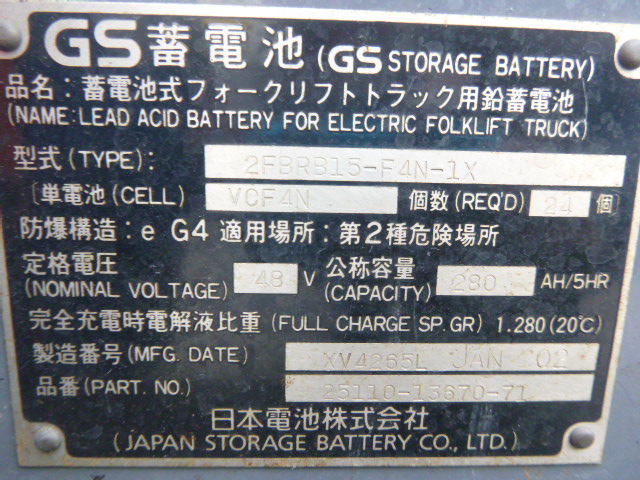 GS蓄電池 (GS STORAGE BATTERY)
品名：蓄電池式フォークリフトトラック用鉛蓄電池
(NAME:LEAD ACID BATTERY FOR ELECTRIC FOLKLIFT TRUCK)
型式(TYPE): 2FBRB15-F4N-1X
〔単電池(CELL) VCF4N 個数(REQ'D) 24 個〕
防爆構造：e G4 適用場所：第2種危険場所
定格電圧 (NOMINAL VOLTAGE) 48 V 公称容量 (CAPACITY) 280 AH/5HR
完全充電時電解液比重 (FULL CHARGE SP.GR) 1.280(20℃)
製造番号(MFG. DATE) XV4265L JAN 02
品番(PART. NO.) 25110-13670-71
日本電池株式会社
(JAPAN STORAGE BATTERY CO., LTD.)